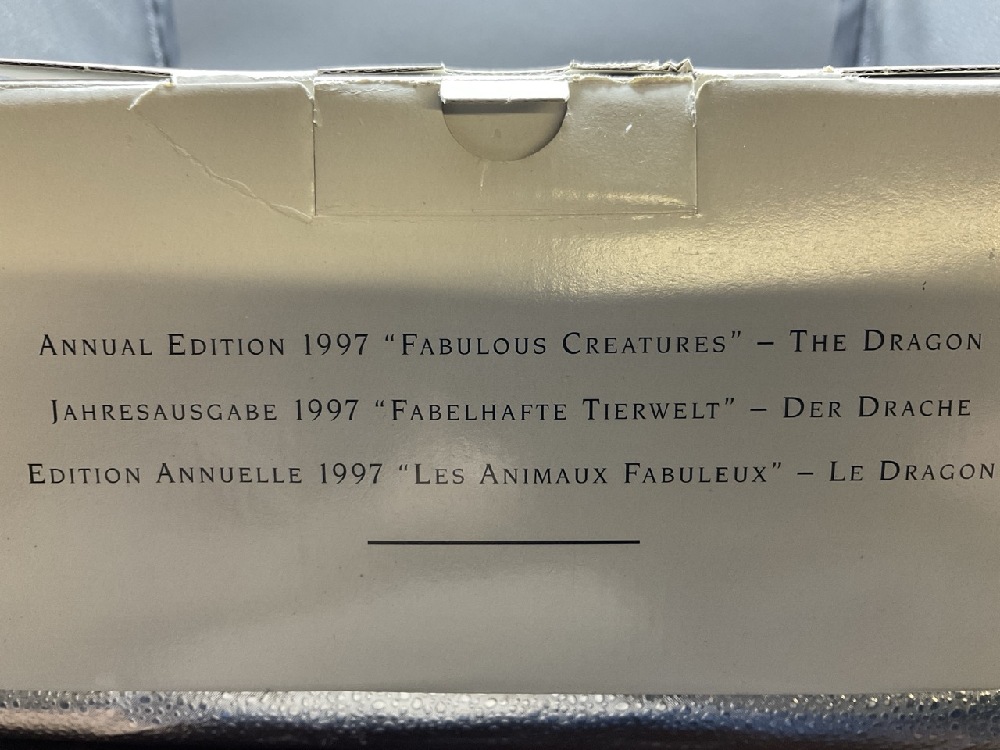 Annual Edition 1997 “Fabulous Creatures” – The Dragon
Jahresausgabe 1997 “Fabelhafte Tierwelt” – Der Drache
Edition Annuelle 1997 “Les Animaux Fabuleux” – Le Dragon